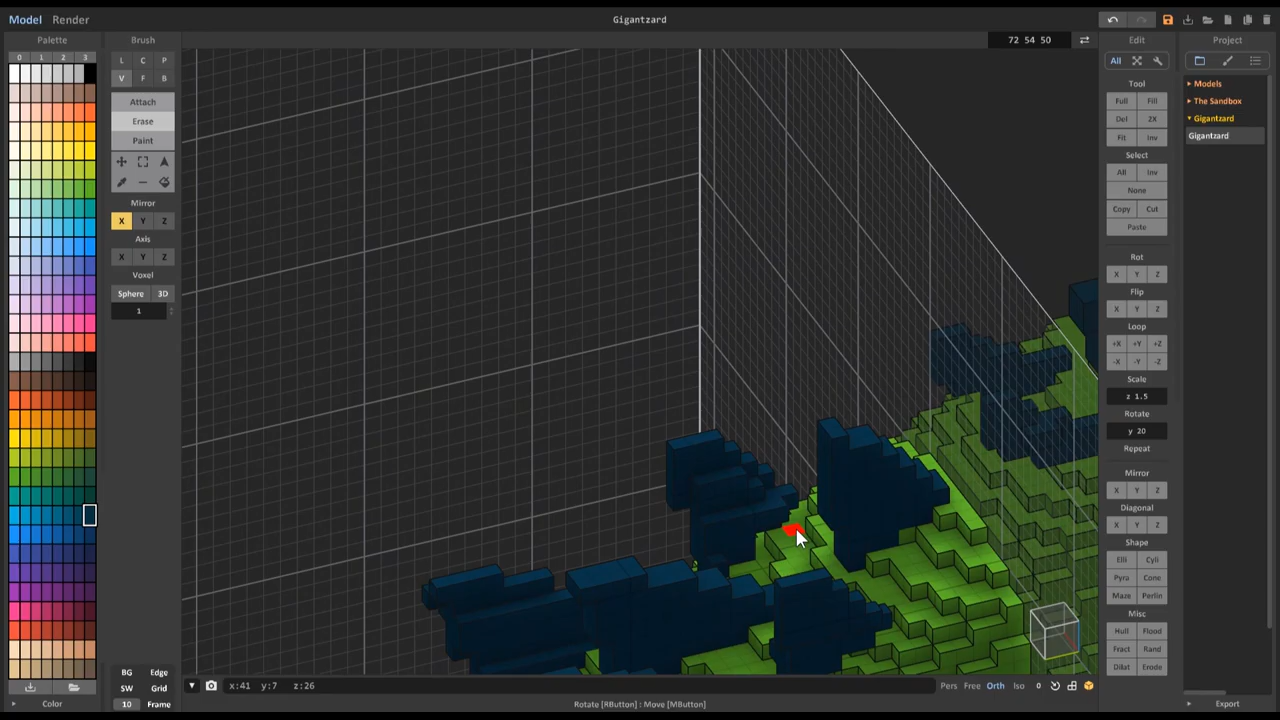 Model Render
Gigantzard
Palette
Brush
72 54 50
Edit
Project
0 1 2 3
L C P
V F B
Attach
Erase
Paint
Mirror
X Y Z
Axis
X Y Z
Voxel
Sphere 3D
1
All
Tool
Full Fill
Del 2X
Fit Inv
Select
All Inv
None
Copy Cut
Paste
Rot
X Y Z
Flip
X Y Z
Loop
+X +Y +Z
-X -Y -Z
Scale
z 1.5
Rotate
y 20
Repeat
Mirror
X Y Z
Diagonal
X Y Z
Shape
Elli Cyli
Pyra Cone
Maze Perlin
Misc
Hull Flood
Fract Rand
Dilat Erode
Models
The Sandbox
Gigantzard
Gigantzard
BG Edge
SW Grid
10 Frame
Color
x:41 y:7 z:26
Pers Free Orth Iso 0
Rotate [RButton] : Move [MButton]
Export